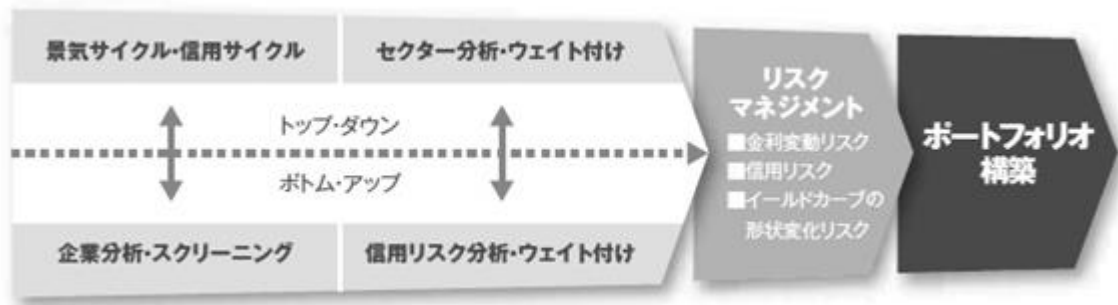 景気サイクル・信用サイクル
セクター分析・ウェイト付け
トップ・ダウン
ボトム・アップ
企業分析・スクリーニング
信用リスク分析・ウェイト付け
リスク
マネジメント
■金利変動リスク
■信用リスク
■イールドカーブの
形状変化リスク
ポートフォリオ
構築